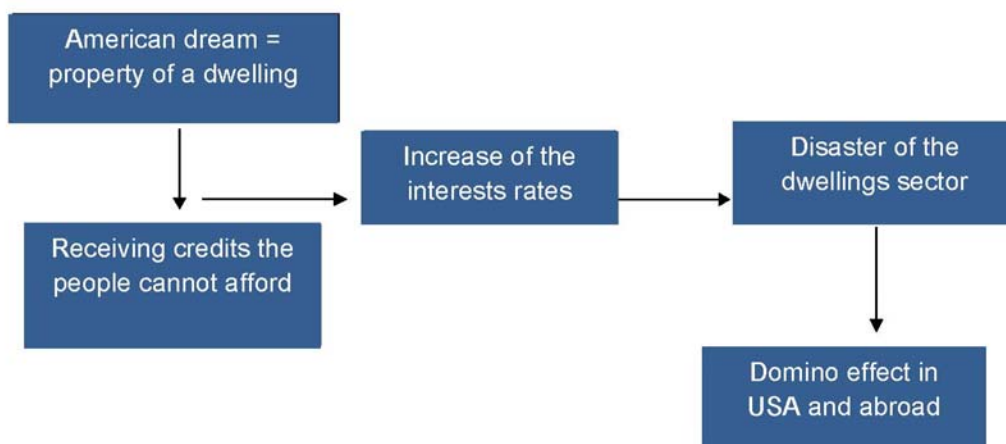 American dream =
property of a dwelling
Receiving credits the
people cannot afford
Increase of the
interests rates
Disaster of the
dwellings sector
Domino effect in
USA and abroad